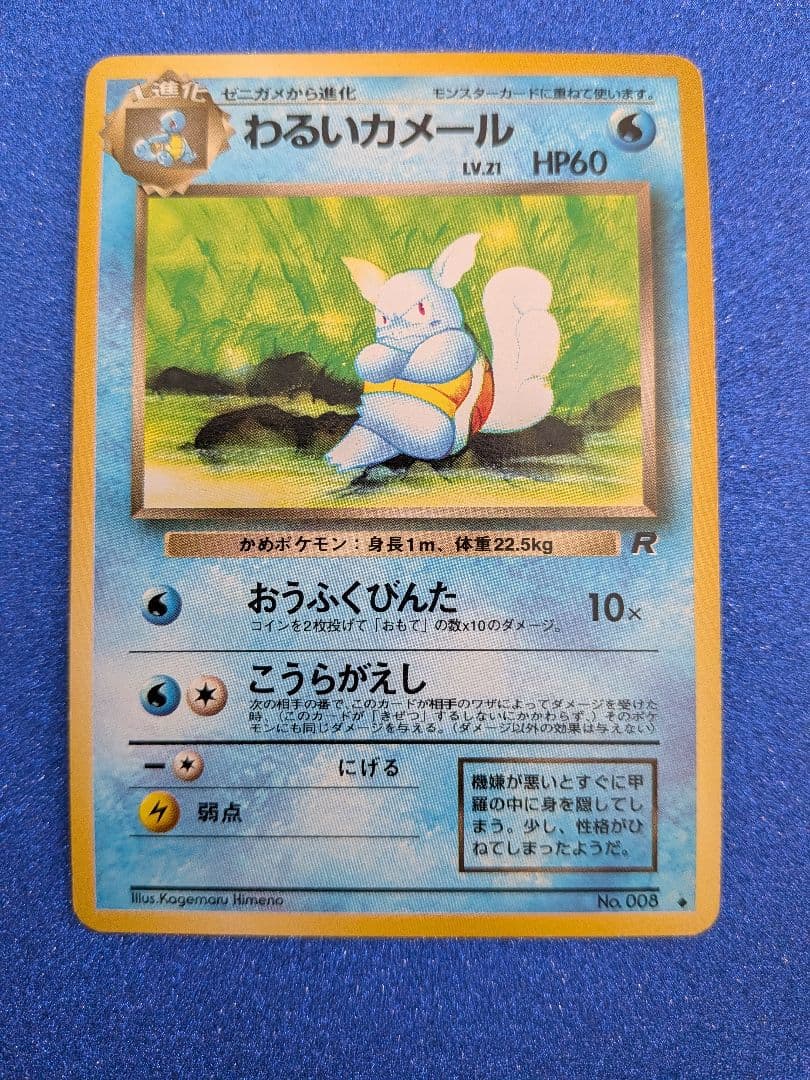 1進化
ゼニガメから進化
モンスターカードに重ねて使います。
わるいカメール
LV.21 HP60
かめポケモン：身長1m、体重22.5kg
R
おうふくびんた 10×
コインを2枚投げて「おもて」の数x10のダメージ。
こうらがえし
次の相手の番で、このカードが相手のワザによってダメージを受けた
時、（このカードが「きぜつ」するしないにかかわらず、）そのポケ
モンにも同じダメージを与える。（ダメージ以外の効果は与えない）
にげる
弱点
機嫌が悪いとすぐに甲
羅の中に身を隠してし
まう。少し、性格がひ
ねてしまったようだ。
Illus.Kagemaru Himeno
No. 008